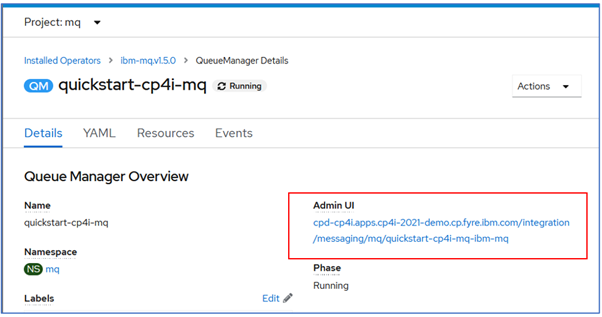 Project: mq
Installed Operators > ibm-mq.v1.5.0 > QueueManager Details
QM quickstart-cp4i-mq Running
Actions
Details YAML Resources Events
Queue Manager Overview
Name
quickstart-cp4i-mq
Admin UI
cpd-cp4i.apps.cp4i-2021-demo.cp.fyre.ibm.com/integration
/messaging/mq/quickstart-cp4i-mq-ibm-mq
Namespace
NS mq
Phase
Running
Labels Edit